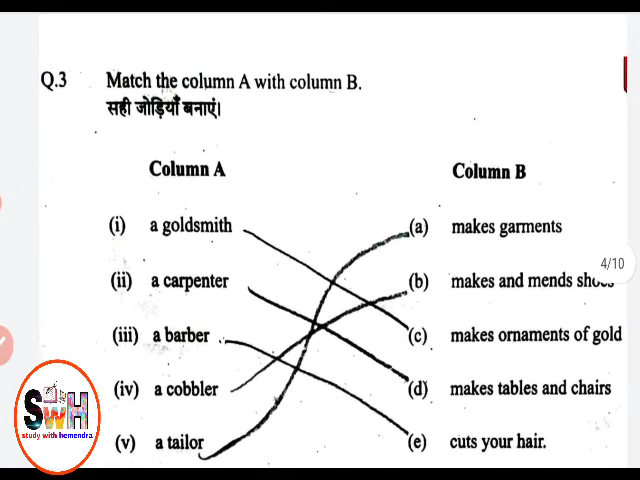 Q.3 Match the column A with column B.
सही जोड़ियाँ बनाएं।
Column A Column B
(i) a goldsmith (a) makes garments
4/10
(ii) a carpenter (b) makes and mends shoes
(iii) a barber (c) makes ornaments of gold
(iv) a cobbler (d) makes tables and chairs
SWH
study with hemendra
(v) a tailor (e) cuts your hair.